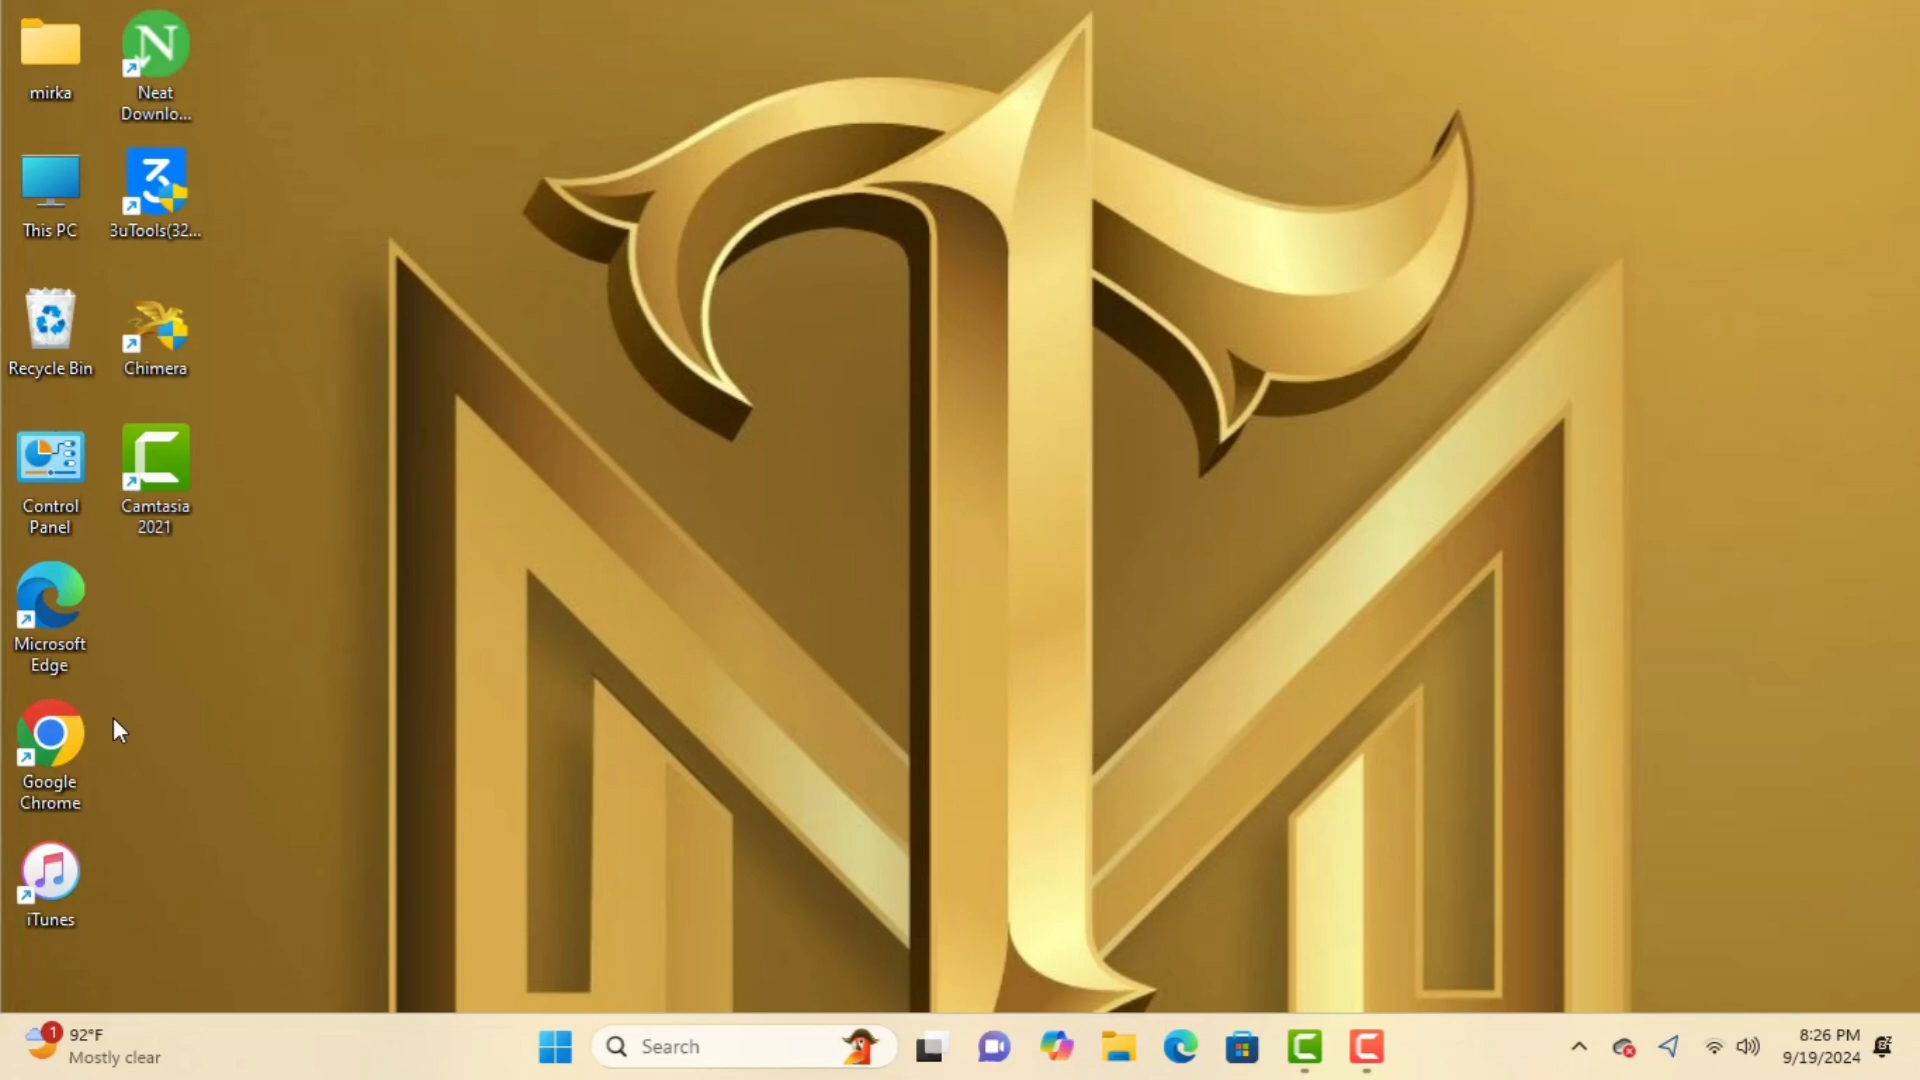 mirka
Neat
Downlo...
This PC
3uTools(32...
Recycle Bin
Chimera
Control
Panel
Camtasia
2021
Microsoft
Edge
Google
Chrome
iTunes
1
92°F
Mostly clear
Search
8:26 PM
9/19/2024